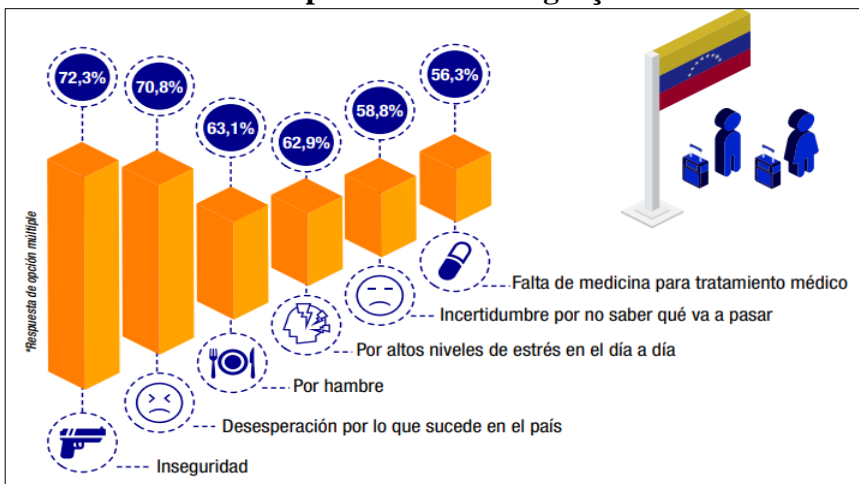 72,3%
70,8%
63,1%
62,9%
58,8%
56,3%
*Respuesta de opción múltiple
Falta de medicina para tratamiento médico
Incertidumbre por no saber qué va a pasar
Por altos niveles de estrés en el día a día
Por hambre
Desesperación por lo que sucede en el país
Inseguridad